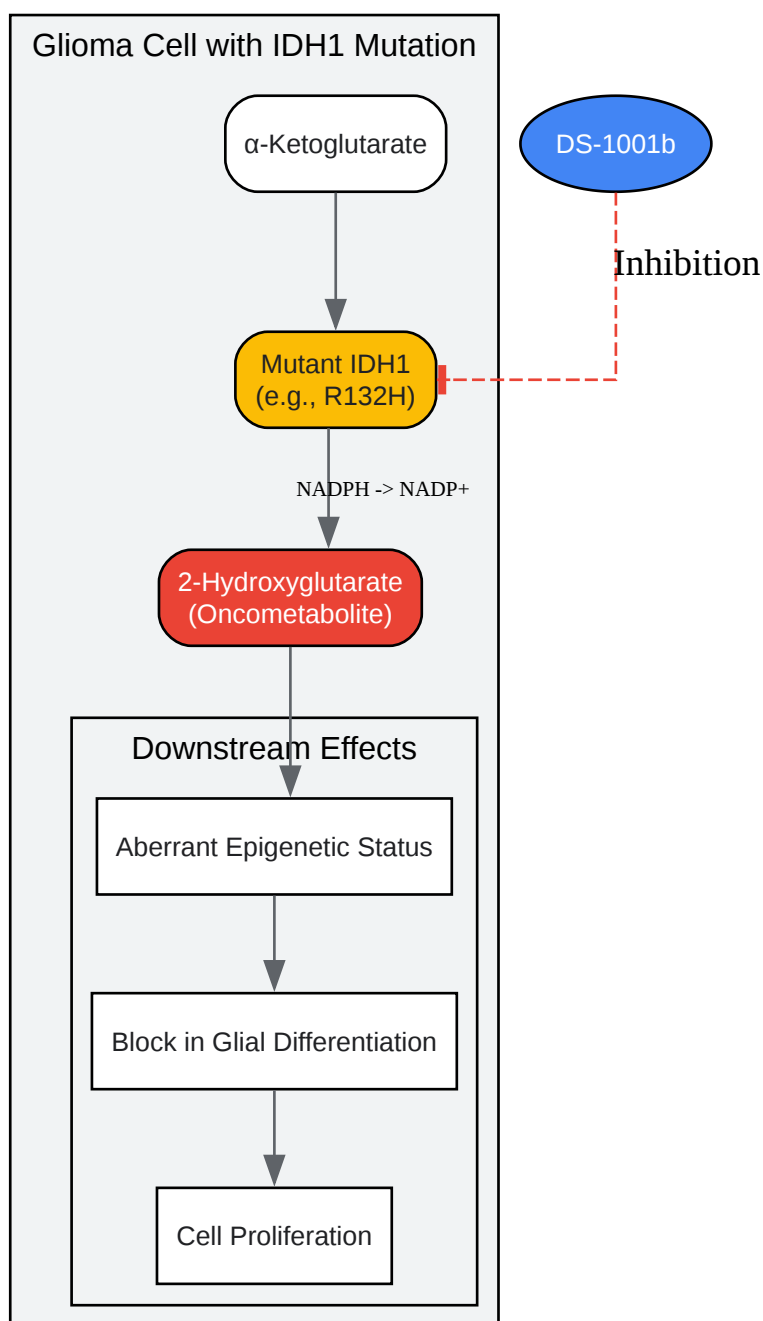 Glioma Cell with IDH1 Mutation
α-Ketoglutarate
DS-1001b
Inhibition
Mutant IDH1
(e.g., R132H)
NADPH -> NADP+
2-Hydroxyglutarate
(Oncometabolite)
Downstream Effects
Aberrant Epigenetic Status
Block in Glial Differentiation
Cell Proliferation